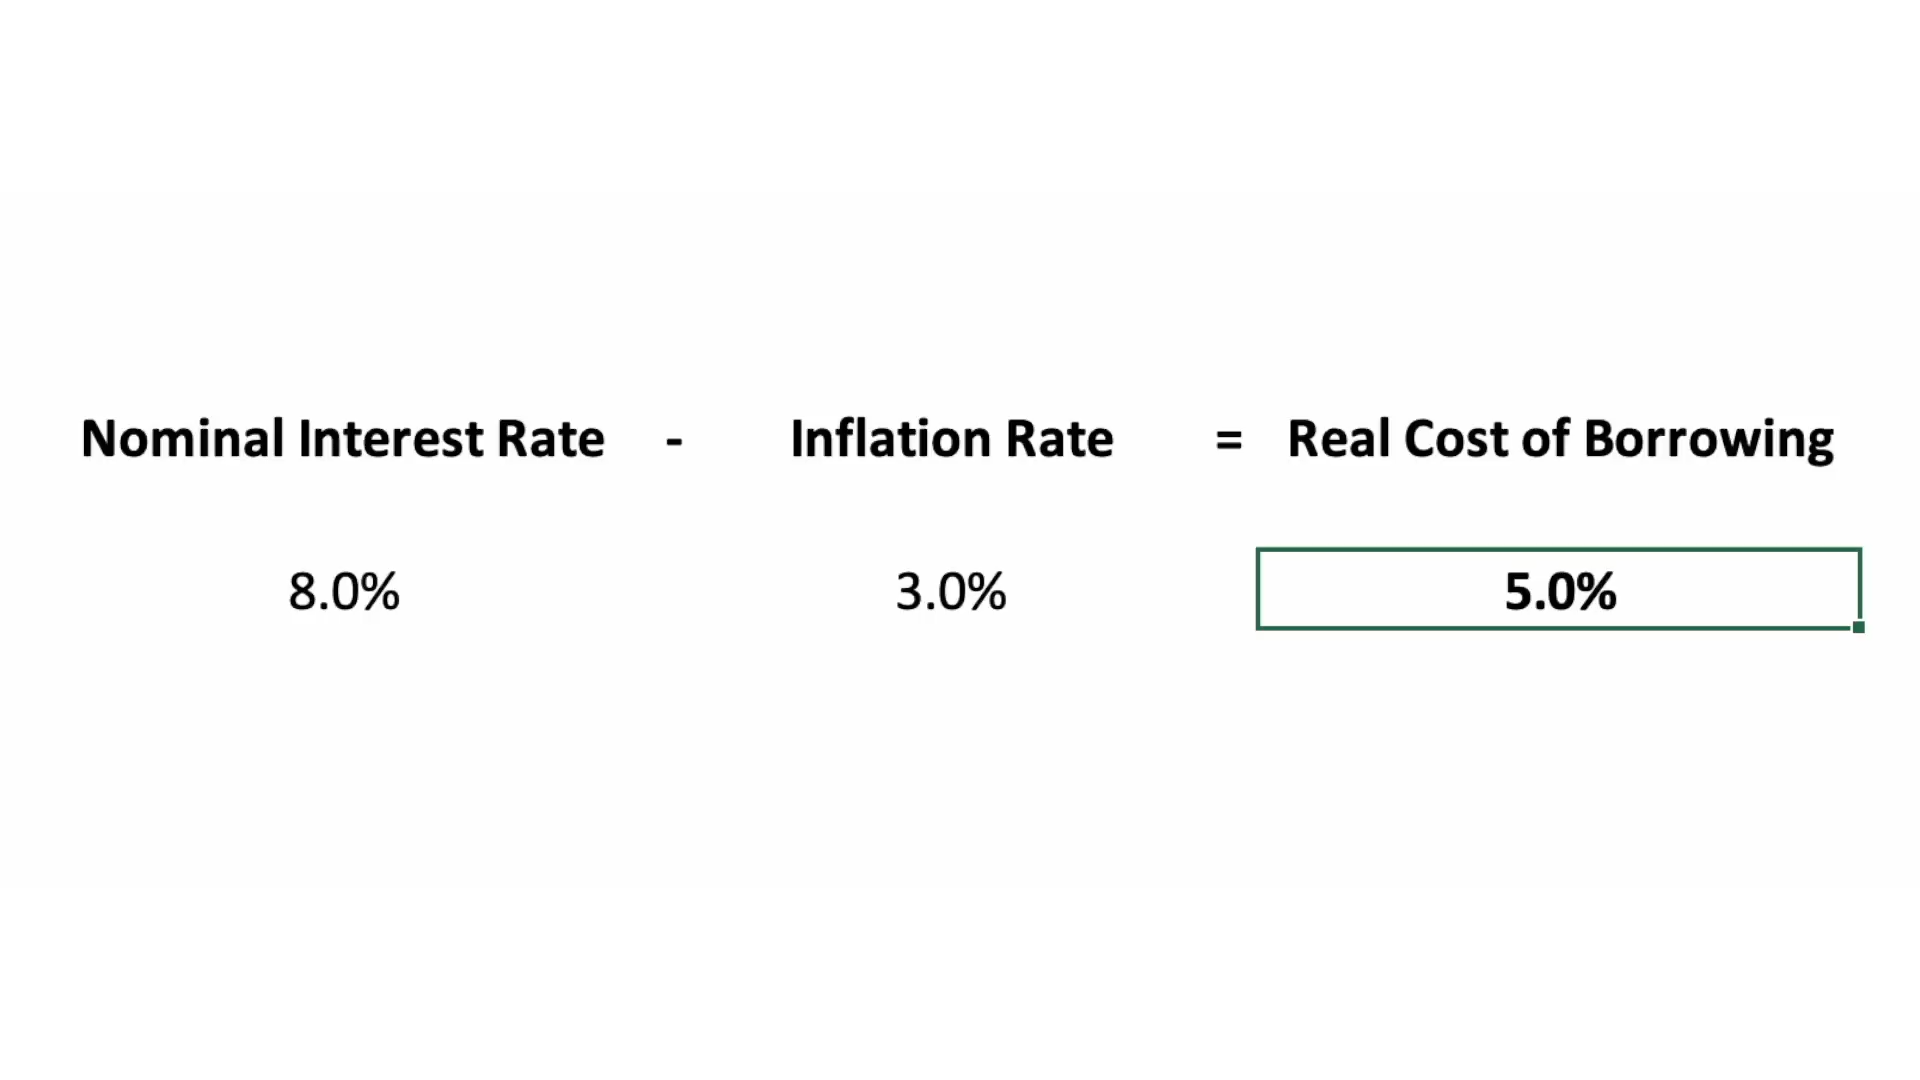 Nominal Interest Rate - Inflation Rate = Real Cost of Borrowing
8.0% 3.0% 5.0%